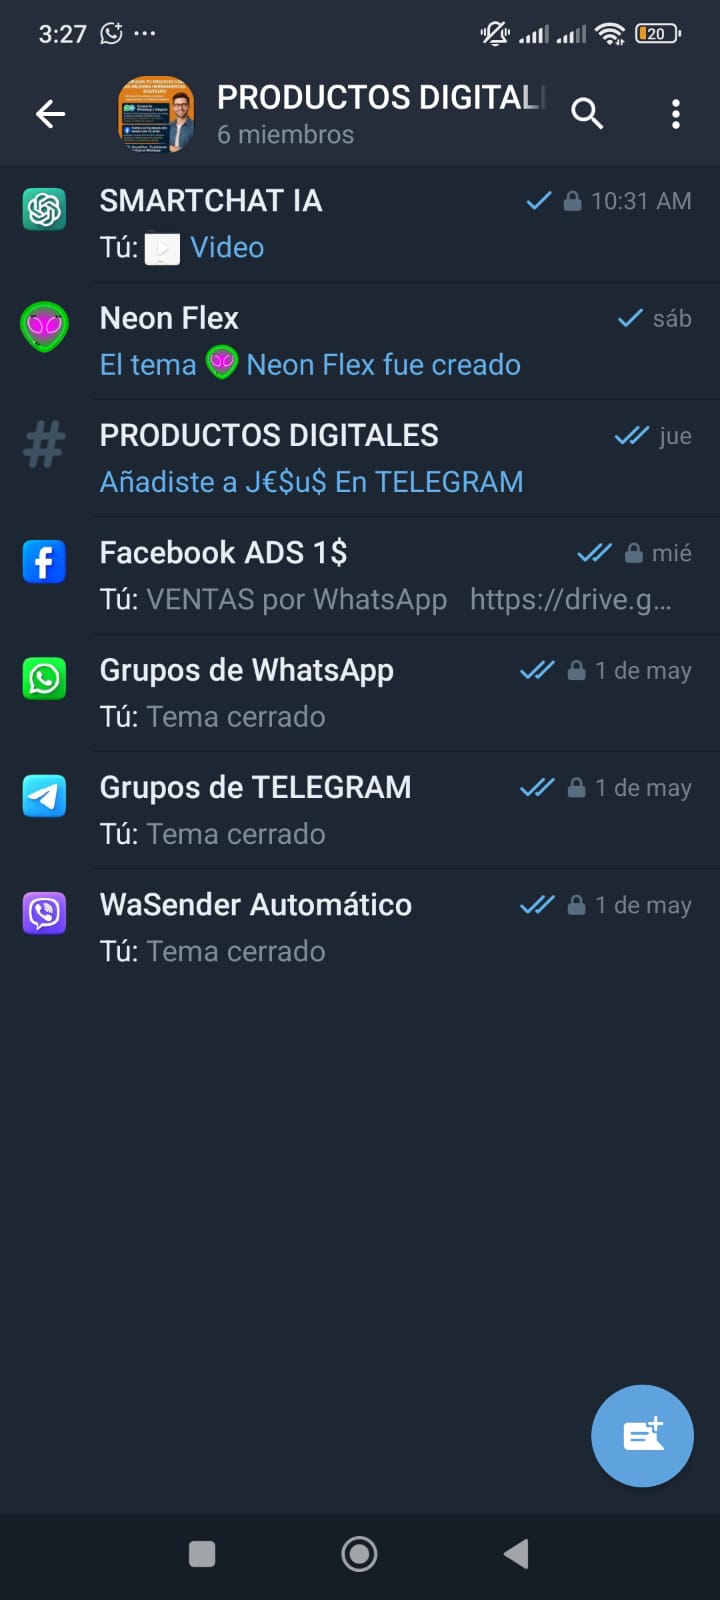 3:27
20
PRODUCTOS DIGITAL
6 miembros
SMARTCHAT IA
10:31 AM
Tú: Video
Neon Flex
sáb
El tema Neon Flex fue creado
PRODUCTOS DIGITALES
jue
Añadiste a J€$u$ En TELEGRAM
Facebook ADS 1$
mié
Tú: VENTAS por WhatsApp https://drive.g...
Grupos de WhatsApp
1 de may
Tú: Tema cerrado
Grupos de TELEGRAM
1 de may
Tú: Tema cerrado
WaSender Automático
1 de may
Tú: Tema cerrado